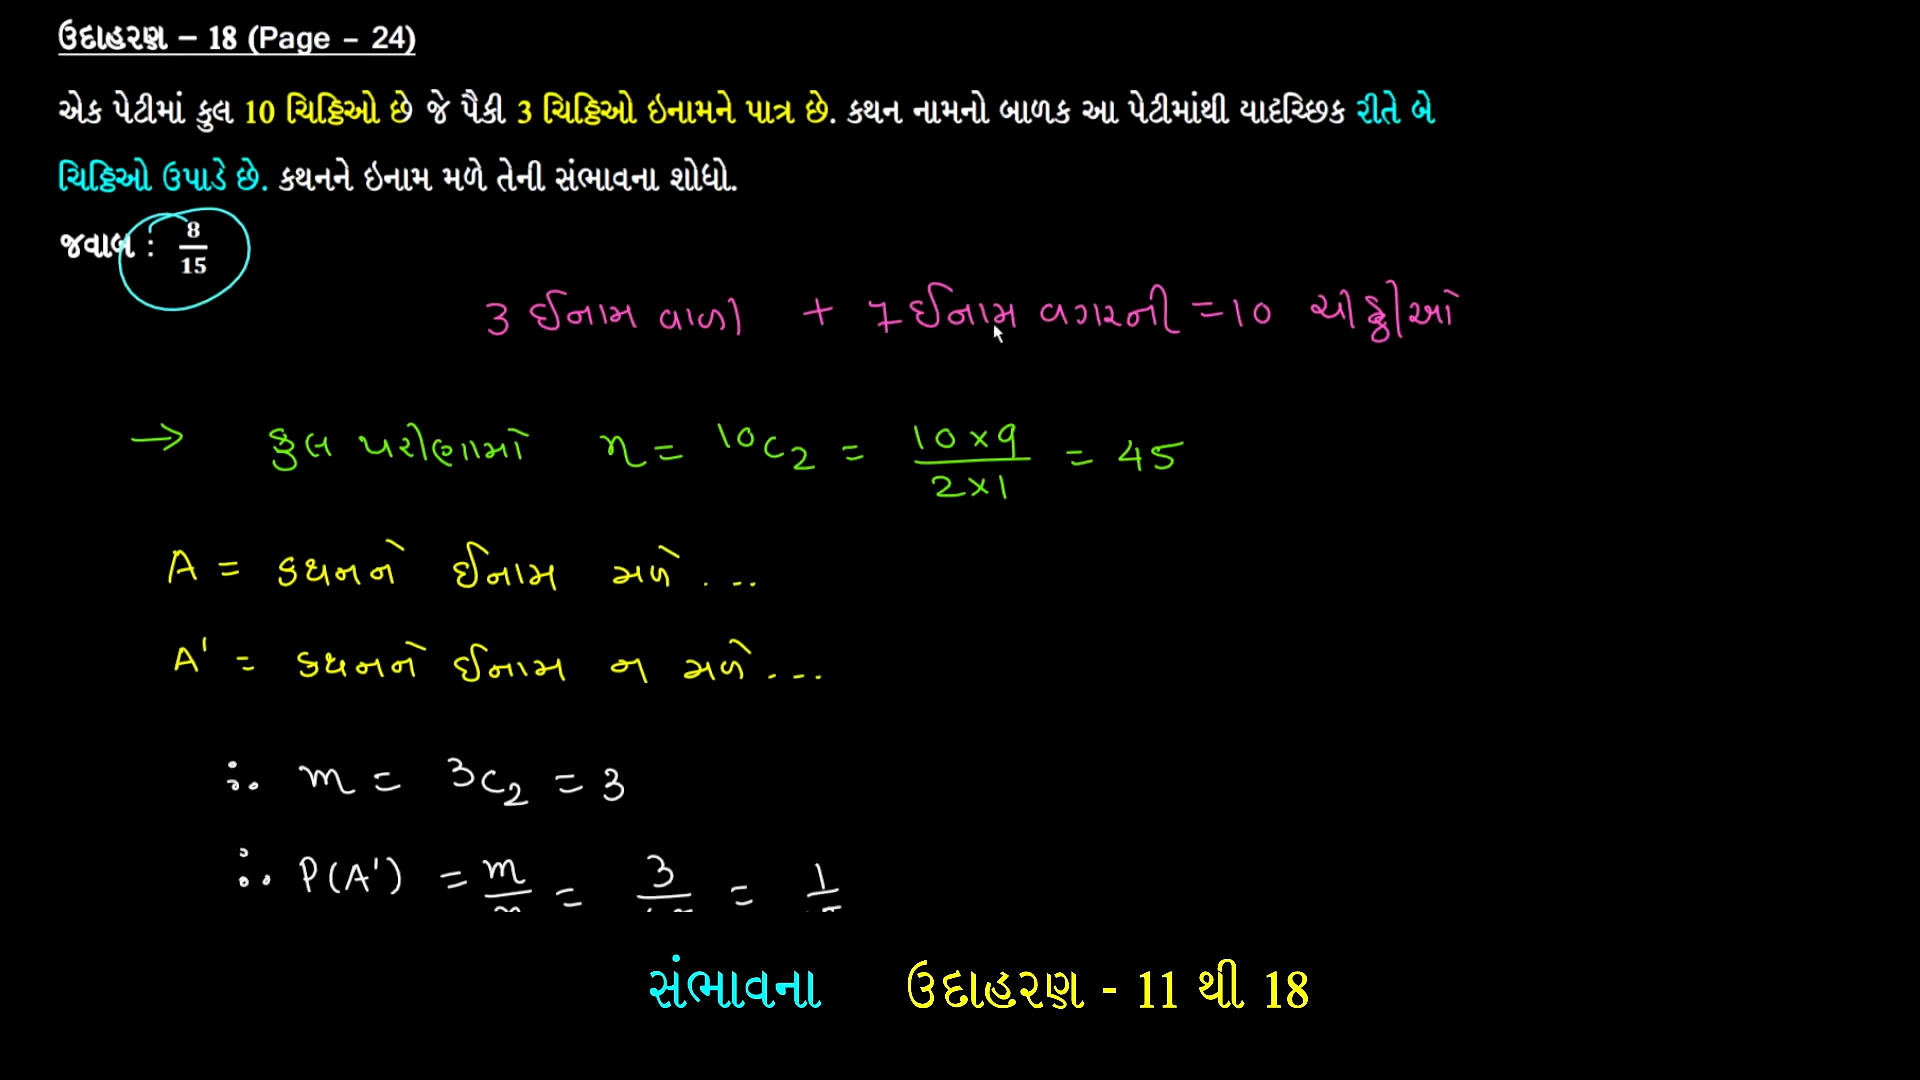 ઉદાહરણ – 18 (Page – 24)
એક પેટીમાં કુલ 10 ચિઠ્ઠિઓ છે જે પૈકી 3 ચિઠ્ઠિઓ ઇનામને પાત્ર છે. કથન નામનો બાળક આ પેટીમાંથી યાદચ્છિક રીતે બે
ચિઠ્ઠિઓ ઉપાડે છે. કથનને ઇનામ મળે તેની સંભાવના શોધો.
જવાબ : 8/15
3 ઈનામ વાળી + 7 ઈનામ વગરની = 10 ચીઠ્ઠીઓ
→ કુલ પરીણામો n = ¹⁰C₂ = (10 × 9)/(2 × 1) = 45
A = કથનને ઈનામ મળે . . .
A' = કથનને ઈનામ ન મળે . . .
∴ m = ³C₂ = 3
∴ P(A') = m/n = 3/45 = 1/
સંભાવના ઉદાહરણ - 11 થી 18